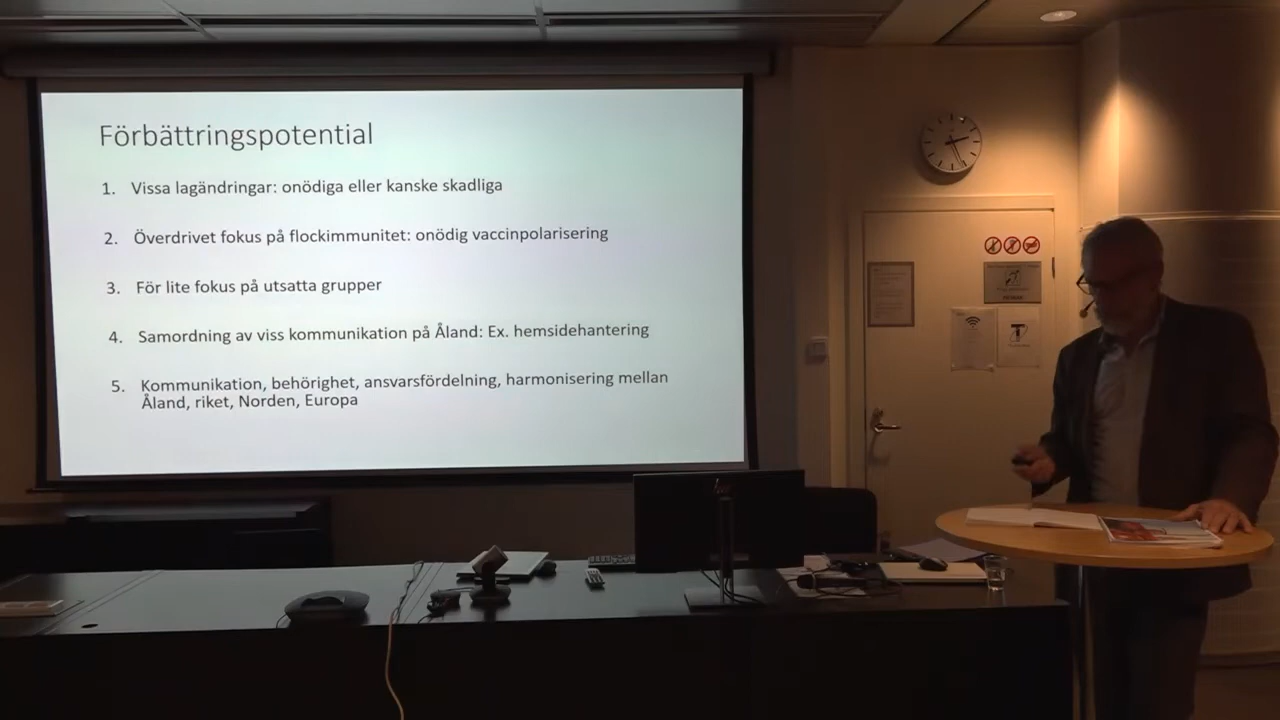 Förbättringspotential
1. Vissa lagändringar: onödiga eller kanske skadliga
2. Överdrivet fokus på flockimmunitet: onödig vaccinpolarisering
3. För lite fokus på utsatta grupper
4. Samordning av viss kommunikation på Åland: Ex. hemsidehantering
5. Kommunikation, behörighet, ansvarsfördelning, harmonisering mellan
Åland, riket, Norden, Europa